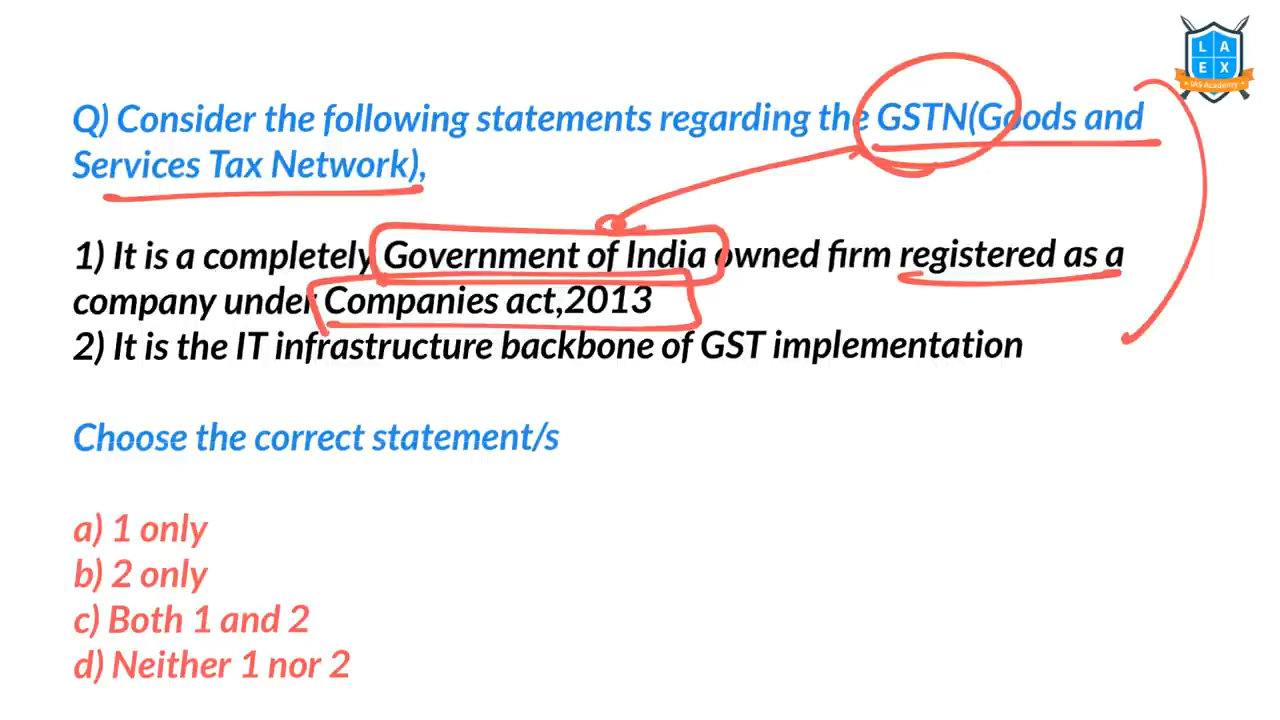 L A
E X
IAS Academy
Q) Consider the following statements regarding the GSTN(Goods and
Services Tax Network),
1) It is a completely Government of India owned firm registered as a
company under Companies act,2013
2) It is the IT infrastructure backbone of GST implementation
Choose the correct statement/s
a) 1 only
b) 2 only
c) Both 1 and 2
d) Neither 1 nor 2